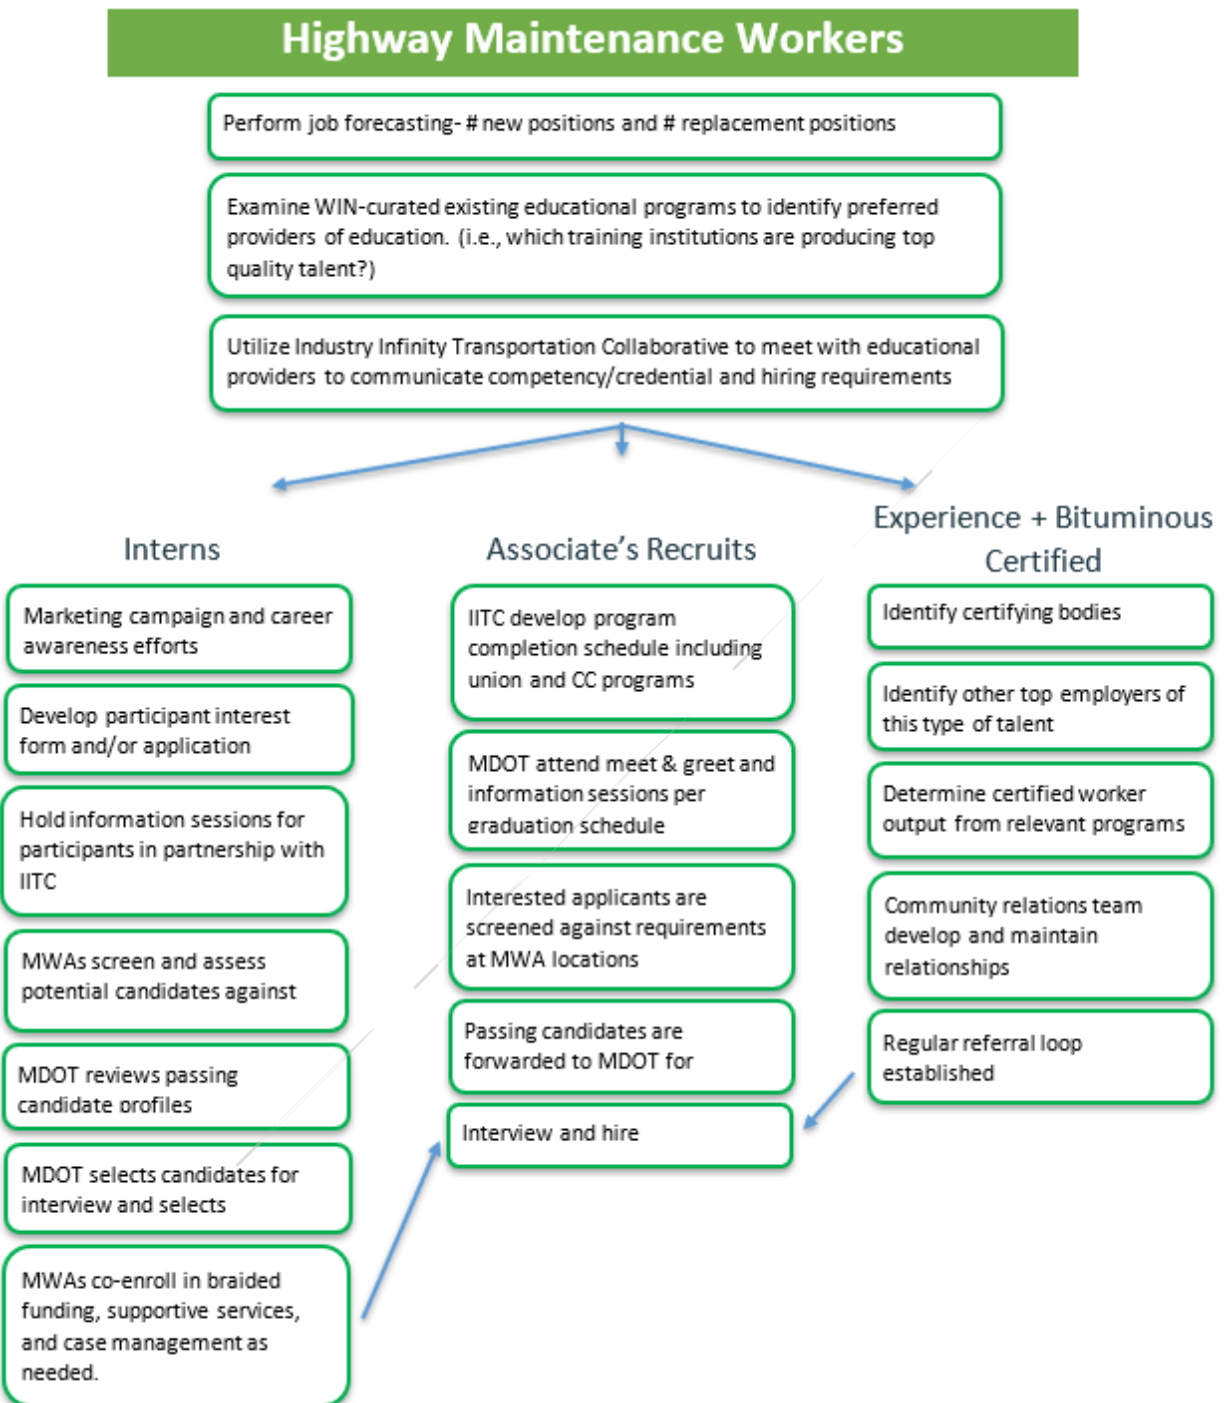 Highway Maintenance Workers
Perform job forecasting- # new positions and # replacement positions
Examine WIN-curated existing educational programs to identify preferred
providers of education. (i.e., which training institutions are producing top
quality talent?)
Utilize Industry Infinity Transportation Collaborative to meet with educational
providers to communicate competency/credential and hiring requirements
Interns
Marketing campaign and career
awareness efforts
Develop participant interest
form and/or application
Hold information sessions for
participants in partnership with
IITC
MWAs screen and assess
potential candidates against
MDOT reviews passing
candidate profiles
MDOT selects candidates for
interview and selects
MWAs co-enroll in braided
funding, supportive services,
and case management as
needed.
Associate's Recruits
IITC develop program
completion schedule including
union and CC programs
MDOT attend meet & greet and
information sessions per
graduation schedule
Interested applicants are
screened against requirements
at MWA locations
Passing candidates are
forwarded to MDOT for
Interview and hire
Experience + Bituminous
Certified
Identify certifying bodies
Identify other top employers of
this type of talent
Determine certified worker
output from relevant programs
Community relations team
develop and maintain
relationships
Regular referral loop
established